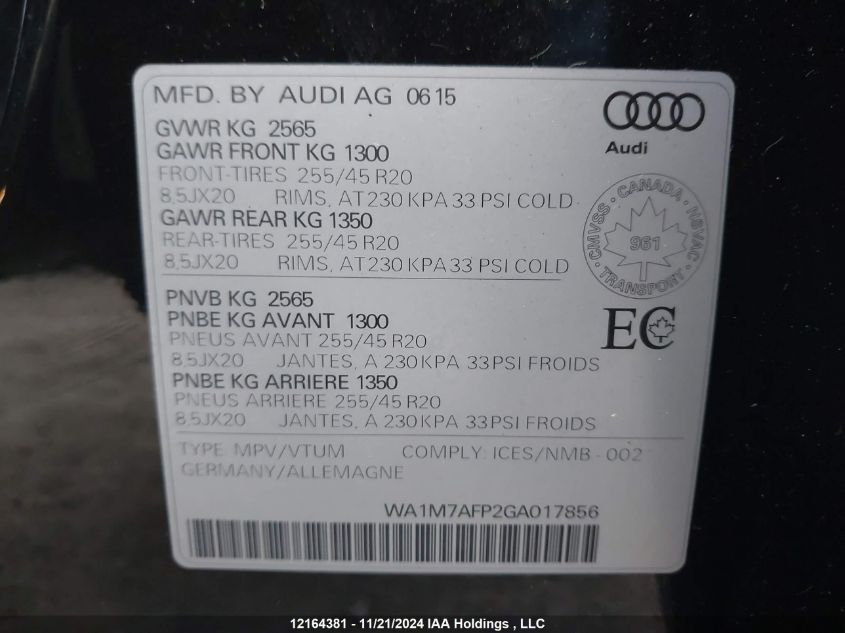 MFD. BY AUDI AG 06 15
Audi
GVWR KG 2565
GAWR FRONT KG 1300
FRONT-TIRES 255/45 R20
8,5JX20 RIMS, AT 230 KPA 33 PSI COLD
GAWR REAR KG 1350
REAR-TIRES 255/45 R20
8,5JX20 RIMS, AT 230 KPA 33 PSI COLD
CMVSS · CANADA · NSVAC · TRANSPORT ·
961
PNVB KG 2565
PNBE KG AVANT 1300
PNEUS AVANT 255/45 R20
8,5JX20 JANTES, A 230 KPA 33 PSI FROIDS
EC
PNBE KG ARRIERE 1350
PNEUS ARRIERE 255/45 R20
8,5JX20 JANTES, A 230 KPA 33 PSI FROIDS
TYPE: MPV/VTUM COMPLY: ICES/NMB - 002
GERMANY/ALLEMAGNE
WA1M7AFP2GA017856
12164381 - 11/21/2024 IAA Holdings , LLC